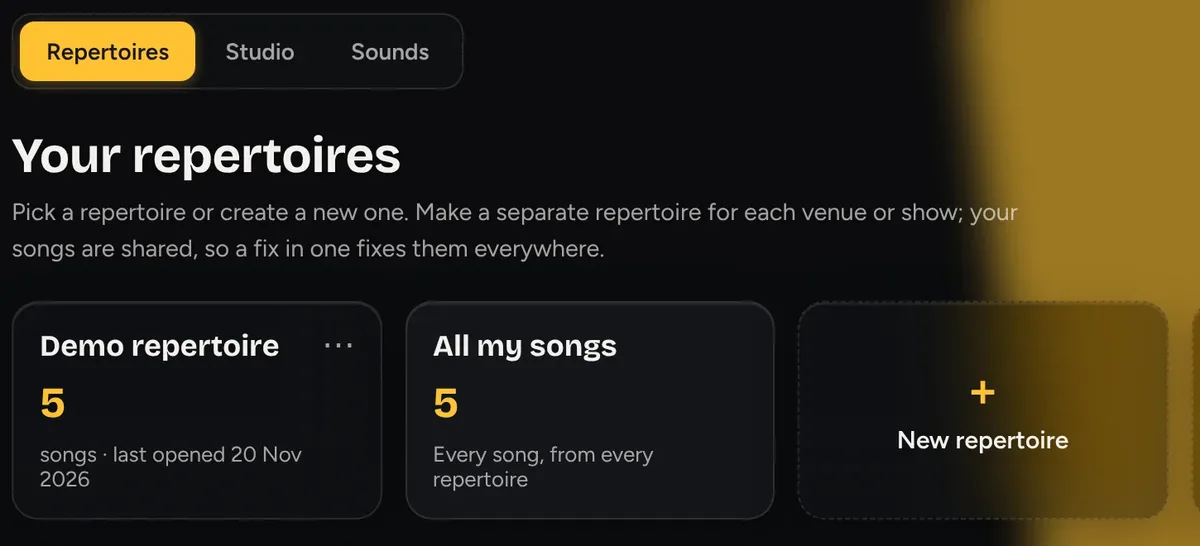 Repertoires Studio Sounds
Your repertoires
Pick a repertoire or create a new one. Make a separate repertoire for each venue or show; your
songs are shared, so a fix in one fixes them everywhere.
Demo repertoire ···
5
songs · last opened 20 Nov
2026
All my songs
5
Every song, from every
repertoire
+
New repertoire